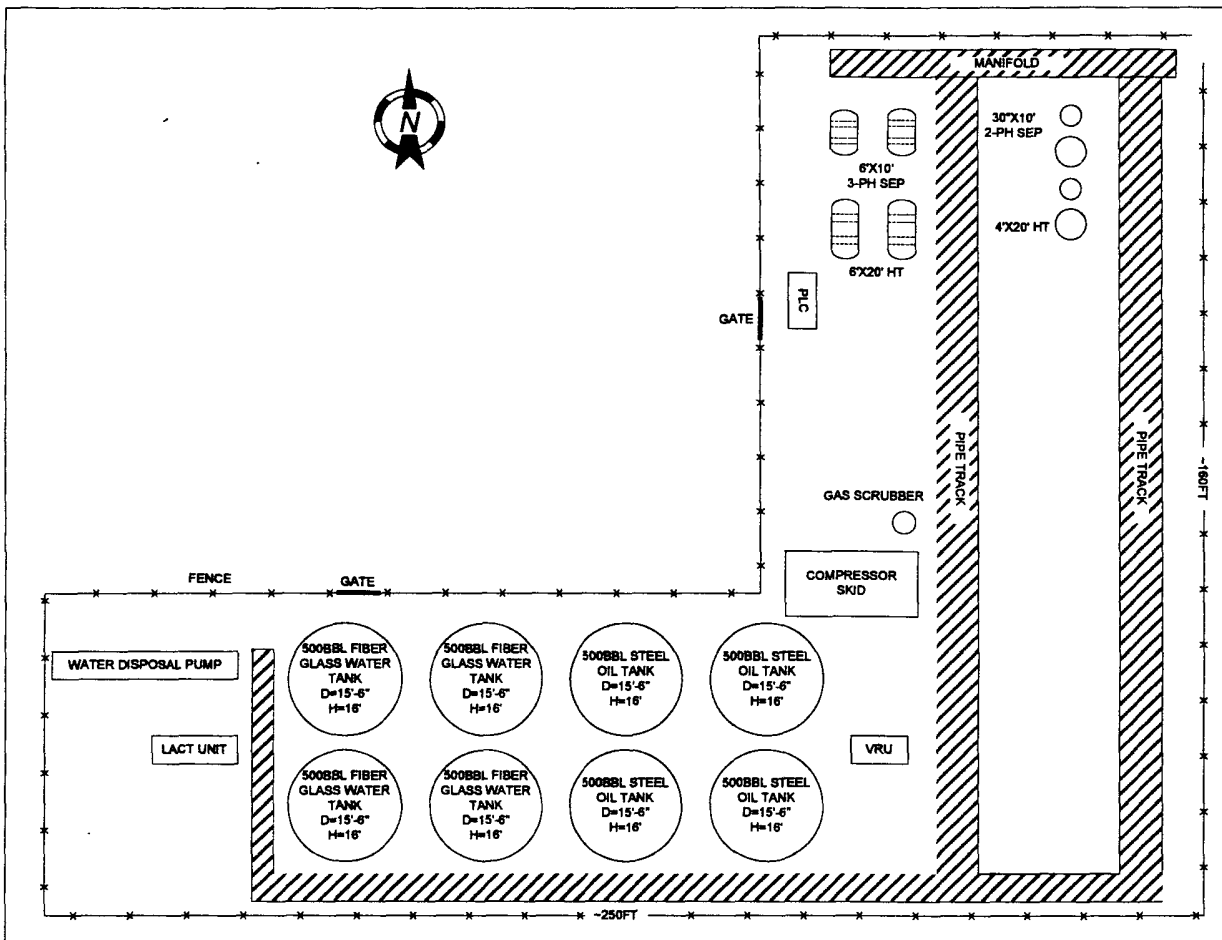 MANIFOLD
N
30"X10'
2-PH SEP
6'X10'
3-PH SEP
4'X20' HT
6'X20' HT
PLC
GATE
PIPE TRACK
PIPE TRACK
~160FT
GAS SCRUBBER
COMPRESSOR
SKID
FENCE
GATE
WATER DISPOSAL PUMP
500BBL FIBER
GLASS WATER
TANK
D=15'-6"
H=16'
500BBL FIBER
GLASS WATER
TANK
D=15'-6"
H=16'
500BBL STEEL
OIL TANK
D=15'-6"
H=16'
500BBL STEEL
OIL TANK
D=15'-6"
H=16'
LACT UNIT
VRU
500BBL FIBER
GLASS WATER
TANK
D=15'-6"
H=16'
500BBL FIBER
GLASS WATER
TANK
D=15'-6"
H=16'
500BBL STEEL
OIL TANK
D=15'-6"
H=16'
500BBL STEEL
OIL TANK
D=15'-6"
H=16'
~250FT